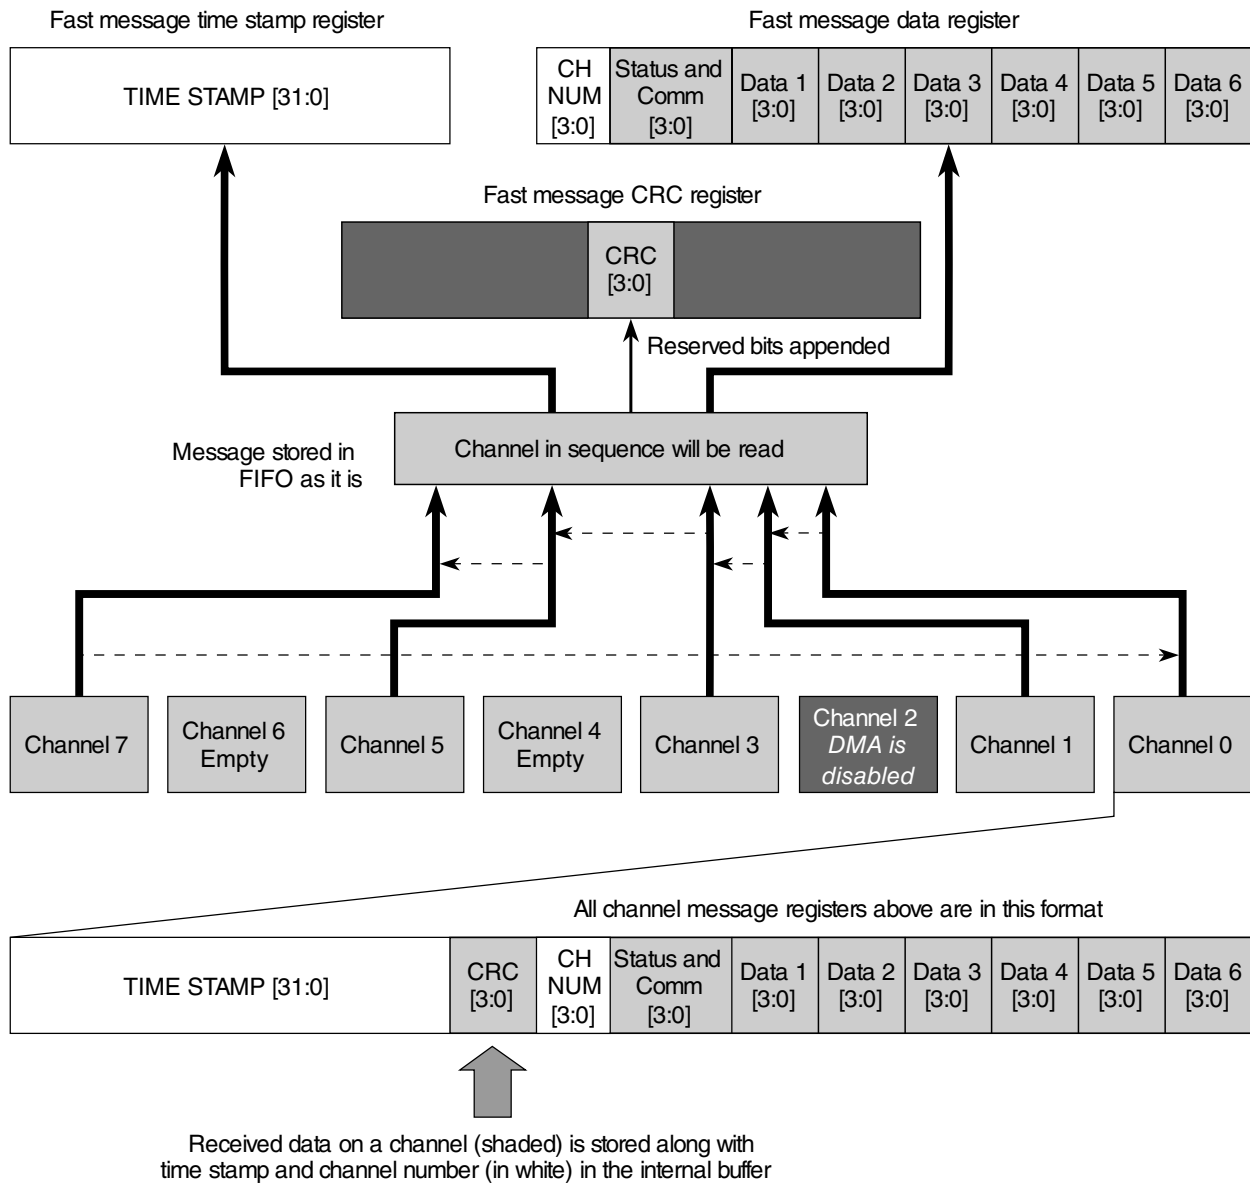 Fast message time stamp register
Fast message data register
TIME STAMP [31:0]
CH
NUM
[3:0]
Status and
Comm
[3:0]
Data 1
[3:0]
Data 2
[3:0]
Data 3
[3:0]
Data 4
[3:0]
Data 5
[3:0]
Data 6
[3:0]
Fast message CRC register
CRC
[3:0]
Reserved bits appended
Message stored in
FIFO as it is
Channel in sequence will be read
Channel 7
Channel 6
Empty
Channel 5
Channel 4
Empty
Channel 3
Channel 2
DMA is
disabled
Channel 1
Channel 0
All channel message registers above are in this format
TIME STAMP [31:0]
CRC
[3:0]
CH
NUM
[3:0]
Status and
Comm
[3:0]
Data 1
[3:0]
Data 2
[3:0]
Data 3
[3:0]
Data 4
[3:0]
Data 5
[3:0]
Data 6
[3:0]
Received data on a channel (shaded) is stored along with
time stamp and channel number (in white) in the internal buffer